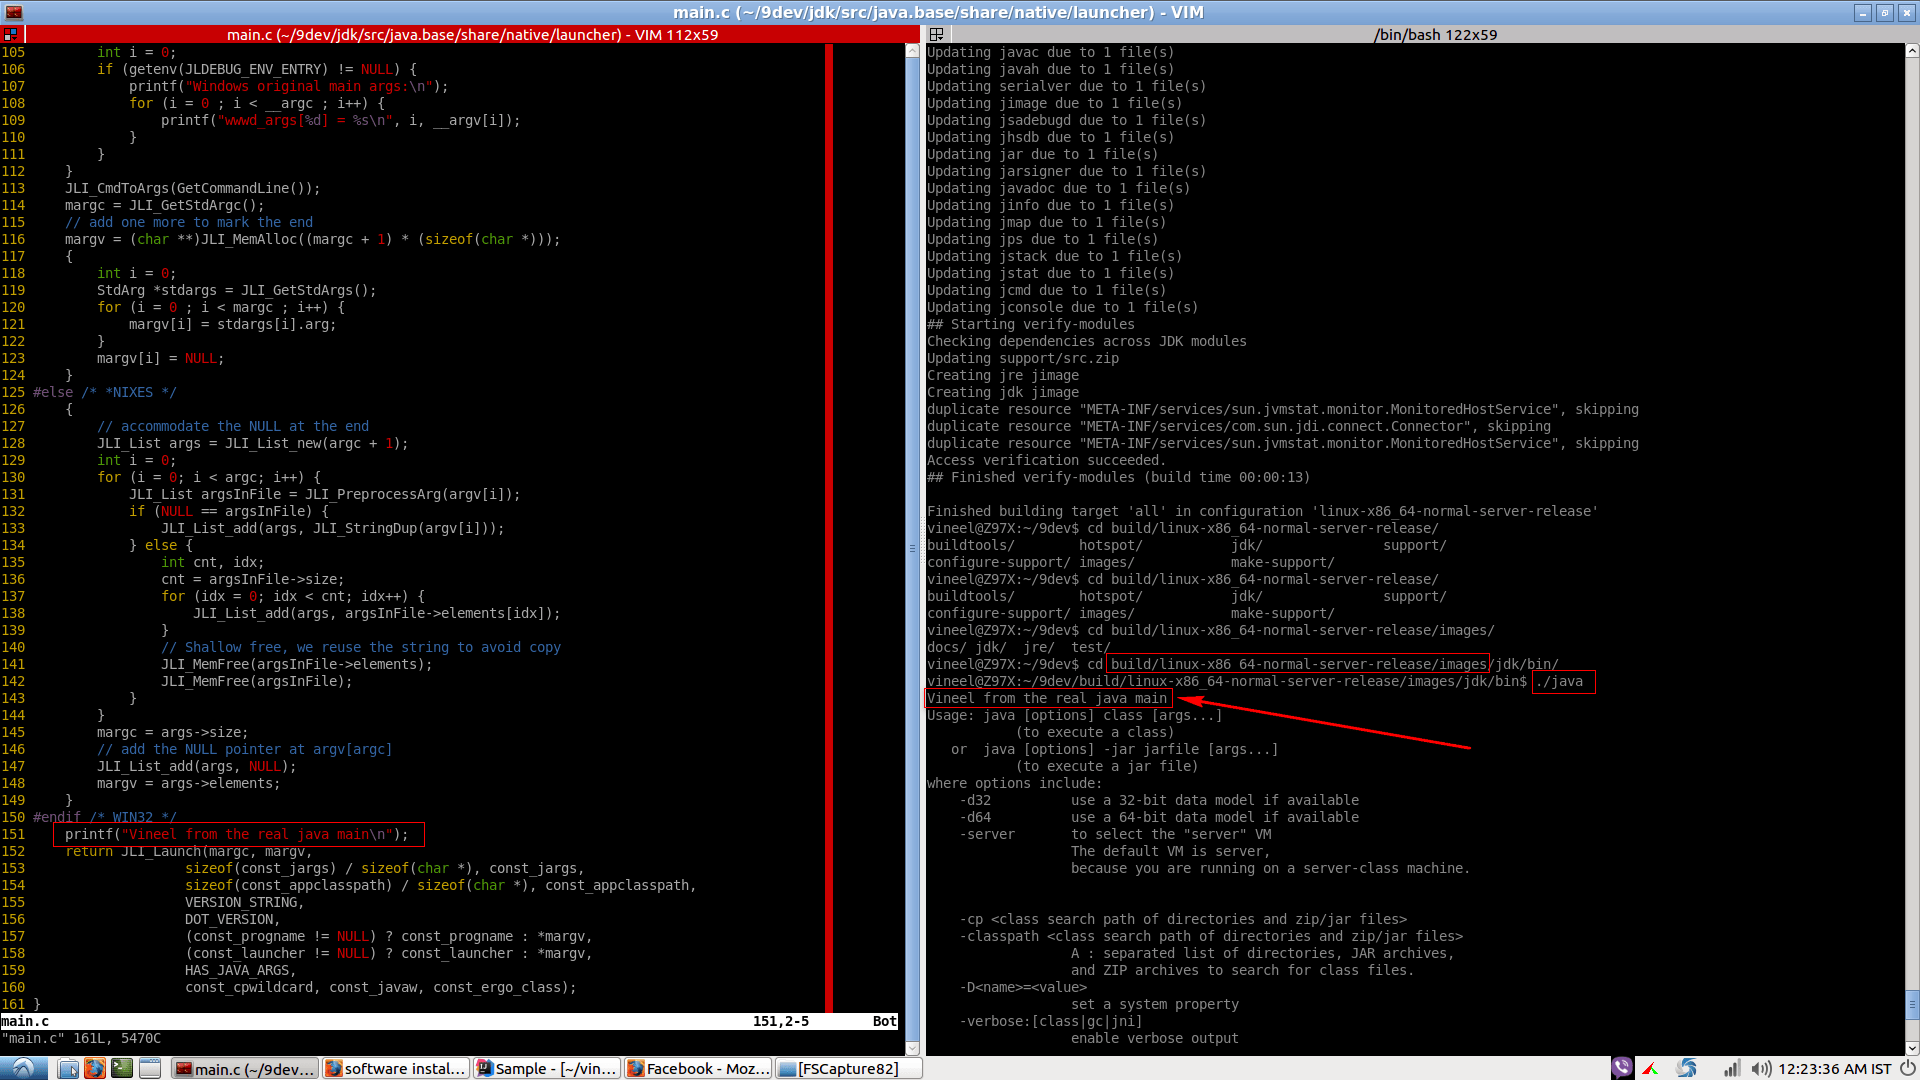 main.c (~/9dev/jdk/src/java.base/share/native/launcher) - VIM
main.c (~/9dev/jdk/src/java.base/share/native/launcher) - VIM 112x59
105         int i = 0;
106         if (getenv(JLDEBUG_ENV_ENTRY) != NULL) {
107             printf("Windows original main args:\n");
108             for (i = 0 ; i < __argc ; i++) {
109                 printf("wwwd_args[%d] = %s\n", i, __argv[i]);
110             }
111         }
112     }
113     JLI_CmdToArgs(GetCommandLine());
114     margc = JLI_GetStdArgc();
115     // add one more to mark the end
116     margv = (char **)JLI_MemAlloc((margc + 1) * (sizeof(char *)));
117     {
118         int i = 0;
119         StdArg *stdargs = JLI_GetStdArgs();
120         for (i = 0 ; i < margc ; i++) {
121             margv[i] = stdargs[i].arg;
122         }
123         margv[i] = NULL;
124     }
125 #else /* *NIXES */
126     {
127         // accommodate the NULL at the end
128         JLI_List args = JLI_List_new(argc + 1);
129         int i = 0;
130         for (i = 0; i < argc; i++) {
131             JLI_List argsInFile = JLI_PreprocessArg(argv[i]);
132             if (NULL == argsInFile) {
133                 JLI_List_add(args, JLI_StringDup(argv[i]));
134             } else {
135                 int cnt, idx;
136                 cnt = argsInFile->size;
137                 for (idx = 0; idx < cnt; idx++) {
138                     JLI_List_add(args, argsInFile->elements[idx]);
139                 }
140                 // Shallow free, we reuse the string to avoid copy
141                 JLI_MemFree(argsInFile->elements);
142                 JLI_MemFree(argsInFile);
143             }
144         }
145         margc = args->size;
146         // add the NULL pointer at argv[argc]
147         JLI_List_add(args, NULL);
148         margv = args->elements;
149     }
150 #endif /* WIN32 */
151     printf("Vineel from the real java main\n");
152     return JLI_Launch(margc, margv,
153                    sizeof(const_jargs) / sizeof(char *), const_jargs,
154                    sizeof(const_appclasspath) / sizeof(char *), const_appclasspath,
155                    VERSION_STRING,
156                    DOT_VERSION,
157                    (const_progname != NULL) ? const_progname : *margv,
158                    (const_launcher != NULL) ? const_launcher : *margv,
159                    HAS_JAVA_ARGS,
160                    const_cpwildcard, const_javaw, const_ergo_class);
161 }
main.c 151,2-5 Bot
"main.c" 161L, 5470C
/bin/bash 122x59
Updating javac due to 1 file(s)
Updating javah due to 1 file(s)
Updating serialver due to 1 file(s)
Updating jimage due to 1 file(s)
Updating jsadebugd due to 1 file(s)
Updating jhsdb due to 1 file(s)
Updating jar due to 1 file(s)
Updating jarsigner due to 1 file(s)
Updating javadoc due to 1 file(s)
Updating jinfo due to 1 file(s)
Updating jmap due to 1 file(s)
Updating jps due to 1 file(s)
Updating jstack due to 1 file(s)
Updating jstat due to 1 file(s)
Updating jcmd due to 1 file(s)
Updating jconsole due to 1 file(s)
## Starting verify-modules
Checking dependencies across JDK modules
Updating support/src.zip
Creating jre jimage
Creating jdk jimage
duplicate resource "META-INF/services/sun.jvmstat.monitor.MonitoredHostService", skipping
duplicate resource "META-INF/services/com.sun.jdi.connect.Connector", skipping
duplicate resource "META-INF/services/sun.jvmstat.monitor.MonitoredHostService", skipping
Access verification succeeded.
## Finished verify-modules (build time 00:00:13)
Finished building target 'all' in configuration 'linux-x86_64-normal-server-release'
vineel@Z97X:~/9dev$ cd build/linux-x86_64-normal-server-release/
buildtools/        hotspot/           jdk/               support/
configure-support/ images/            make-support/
vineel@Z97X:~/9dev$ cd build/linux-x86_64-normal-server-release/
buildtools/        hotspot/           jdk/               support/
configure-support/ images/            make-support/
vineel@Z97X:~/9dev$ cd build/linux-x86_64-normal-server-release/images/
docs/ jdk/  jre/  test/
vineel@Z97X:~/9dev$ cd build/linux-x86_64-normal-server-release/images/jdk/bin/
vineel@Z97X:~/9dev/build/linux-x86_64-normal-server-release/images/jdk/bin$ ./java
Vineel from the real java main
Usage: java [options] class [args...]
           (to execute a class)
   or  java [options] -jar jarfile [args...]
           (to execute a jar file)
where options include:
    -d32          use a 32-bit data model if available
    -d64          use a 64-bit data model if available
    -server       to select the "server" VM
                  The default VM is server,
                  because you are running on a server-class machine.
    -cp <class search path of directories and zip/jar files>
    -classpath <class search path of directories and zip/jar files>
                  A : separated list of directories, JAR archives,
                  and ZIP archives to search for class files.
    -D<name>=<value>
                  set a system property
    -verbose:[class|gc|jni]
                  enable verbose output
main.c (~/9dev...
software instal...
Sample - [~/vin...
Facebook - Moz...
[FSCapture82]
12:23:36 AM IST